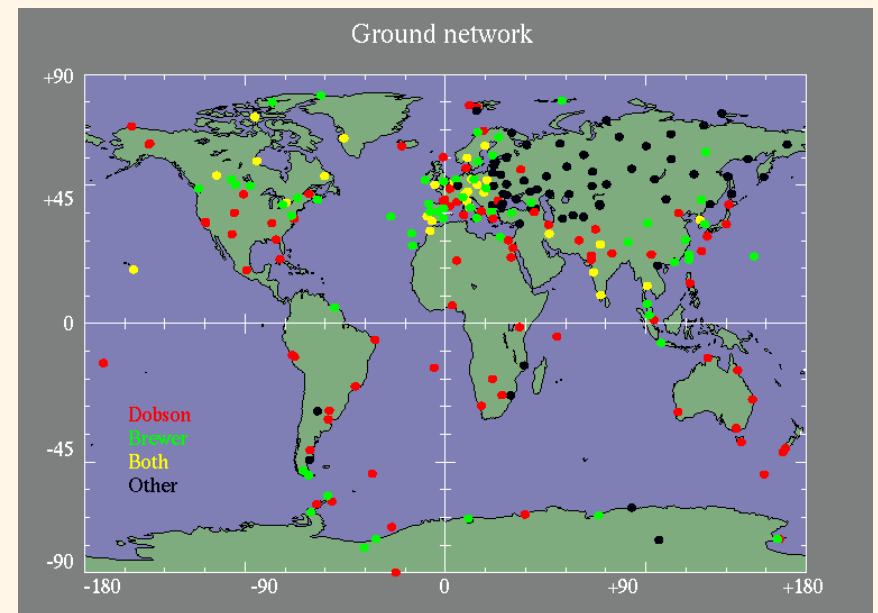 Ground network
+90
+45
0
Dobson
Brewer
-45
Both
Other
-90
-180
-90
0
+90
+180